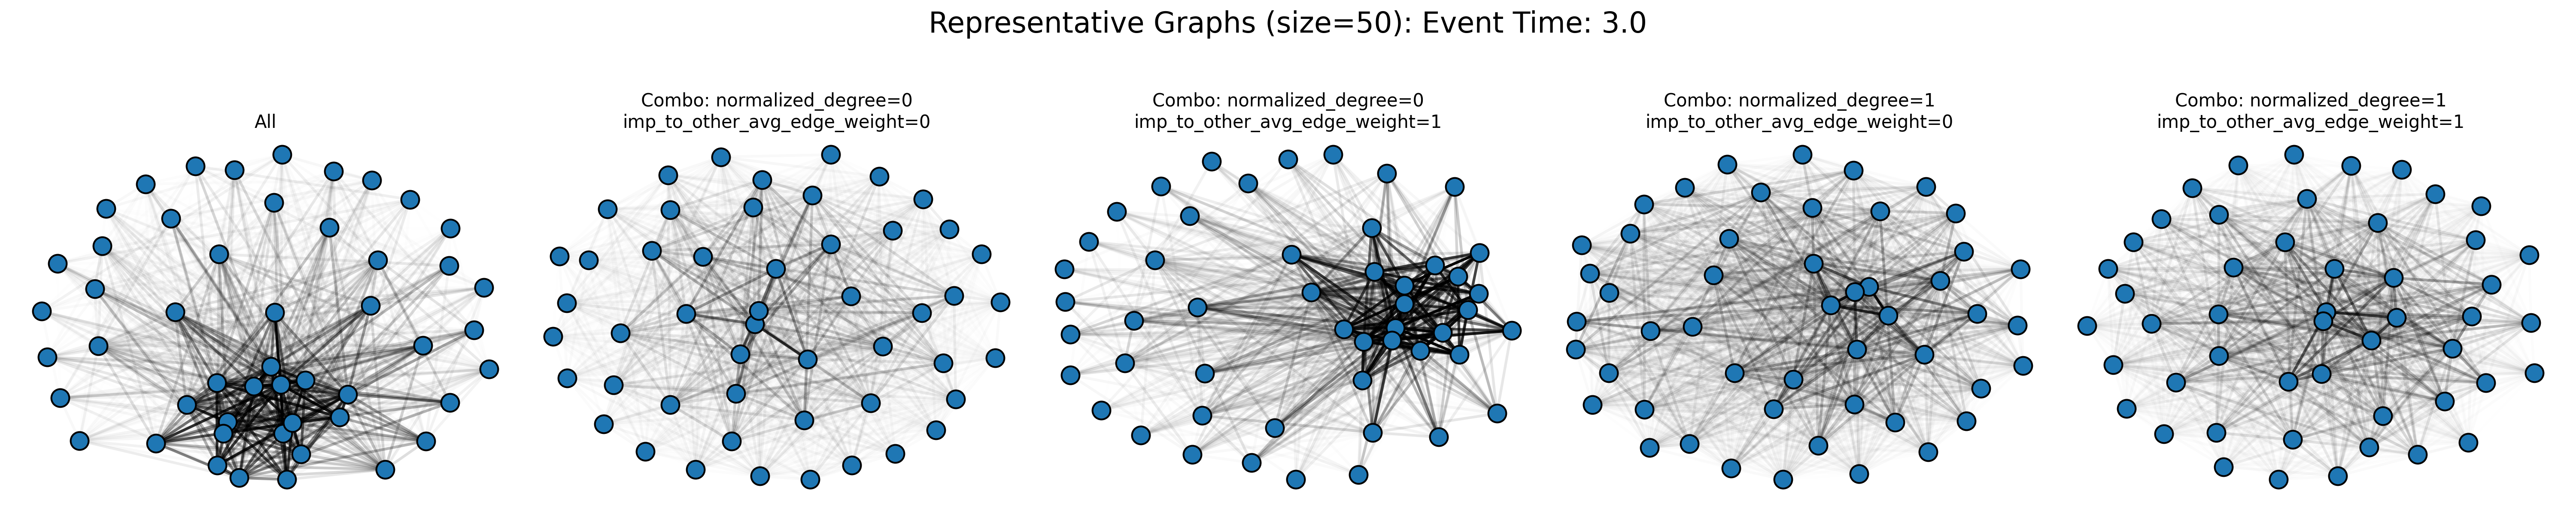 Representative Graphs (size=50): Event Time: 3.0
All
Combo: normalized_degree=0
imp_to_other_avg_edge_weight=0
Combo: normalized_degree=0
imp_to_other_avg_edge_weight=1
Combo: normalized_degree=1
imp_to_other_avg_edge_weight=0
Combo: normalized_degree=1
imp_to_other_avg_edge_weight=1